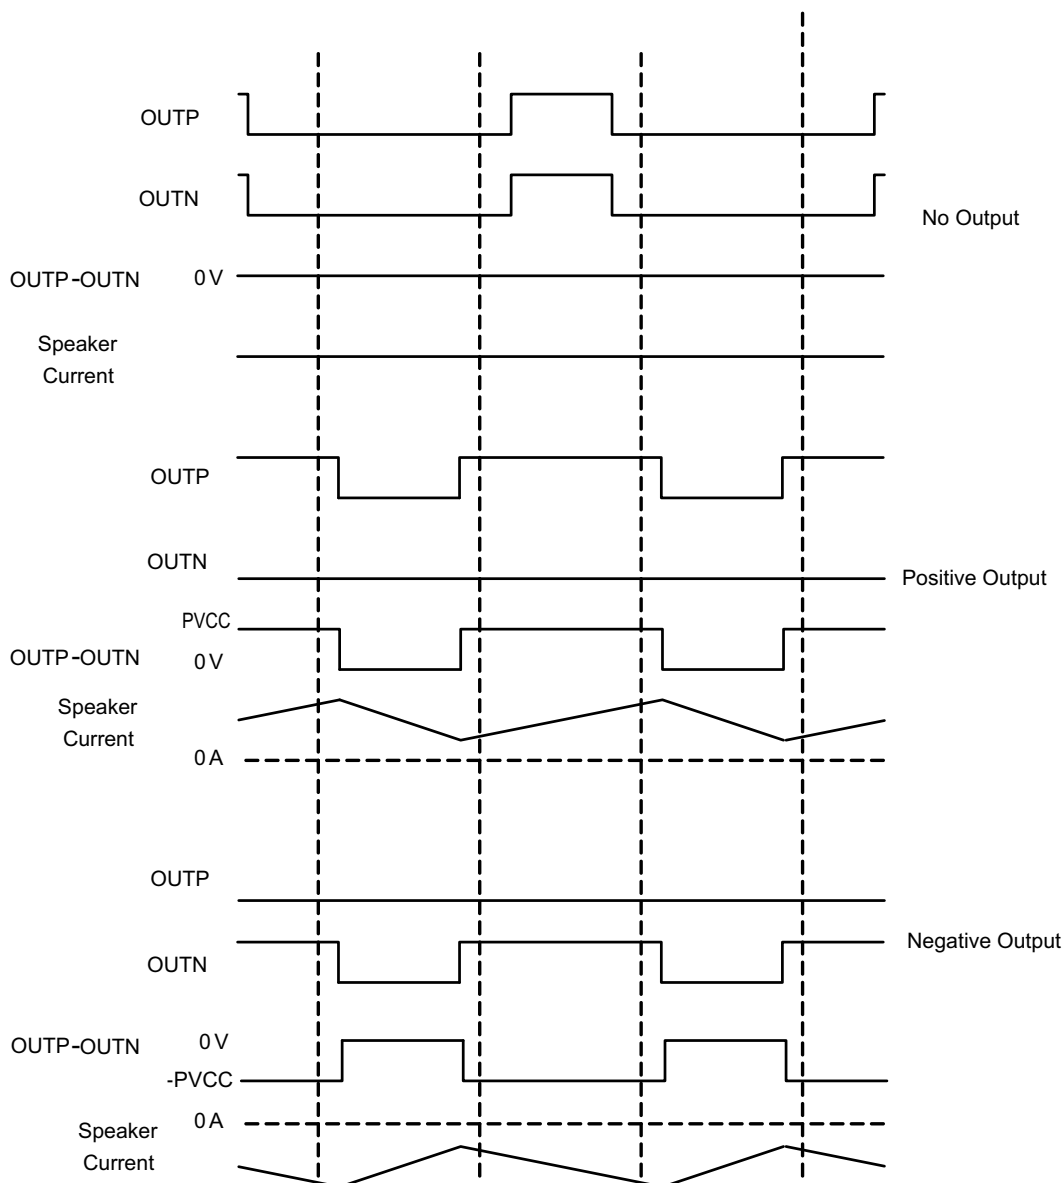 OUTP
OUTN
No Output
OUTP-OUTN 0 V
Speaker
Current
OUTP
OUTN
Positive Output
PVCC
OUTP-OUTN 0 V
Speaker
Current
0 A
OUTP
Negative Output
OUTN
OUTP-OUTN 0 V
-PVCC
0 A
Speaker
Current